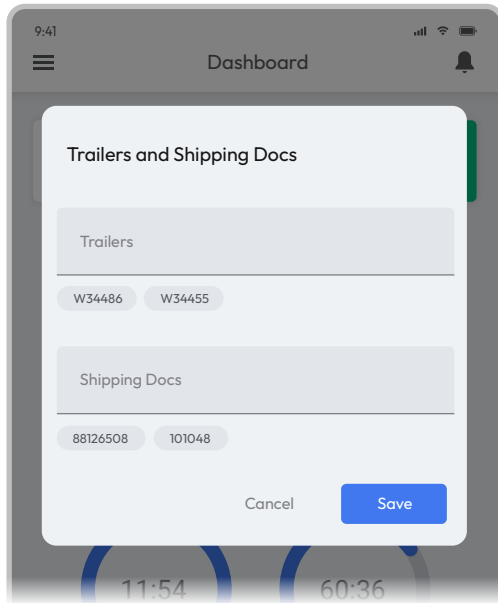 9:41
Dashboard
Trailers and Shipping Docs
Trailers
W34486 W34455
Shipping Docs
88126508 101048
Cancel Save
11:54 60:36